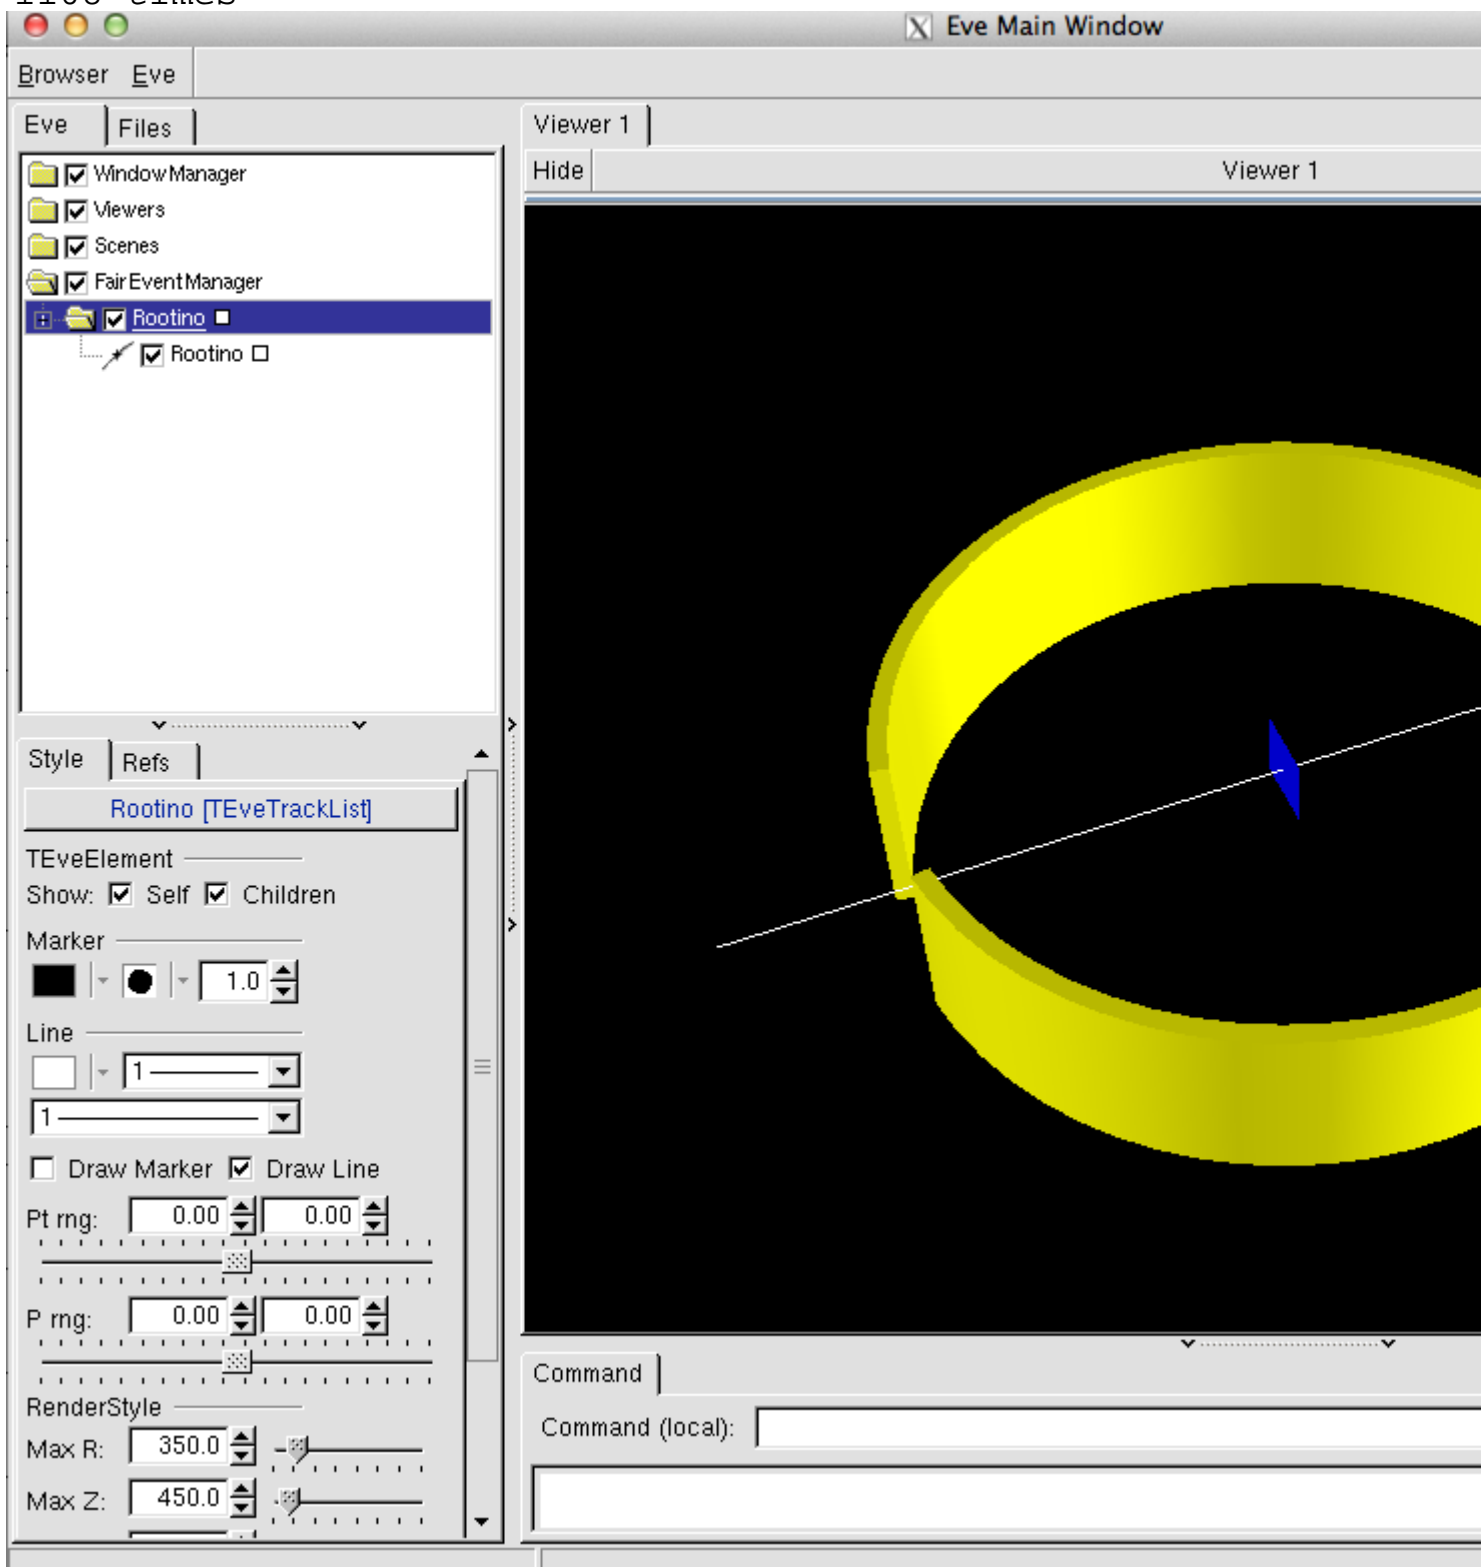 1100 times
Eve Main Window
Browser Eve
Eve Files
WindowManager
Viewers
Scenes
FairEventManager
Rootino
Rootino
Style Refs
Rootino [TEveTrackList]
TEveElement
Show: Self Children
Marker
1.0
Line
1
1
Draw Marker Draw Line
Pt rng: 0.00 0.00
P rng: 0.00 0.00
RenderStyle
Max R: 350.0
Max Z: 450.0
Viewer 1
Hide Viewer 1
Command
Command (local):